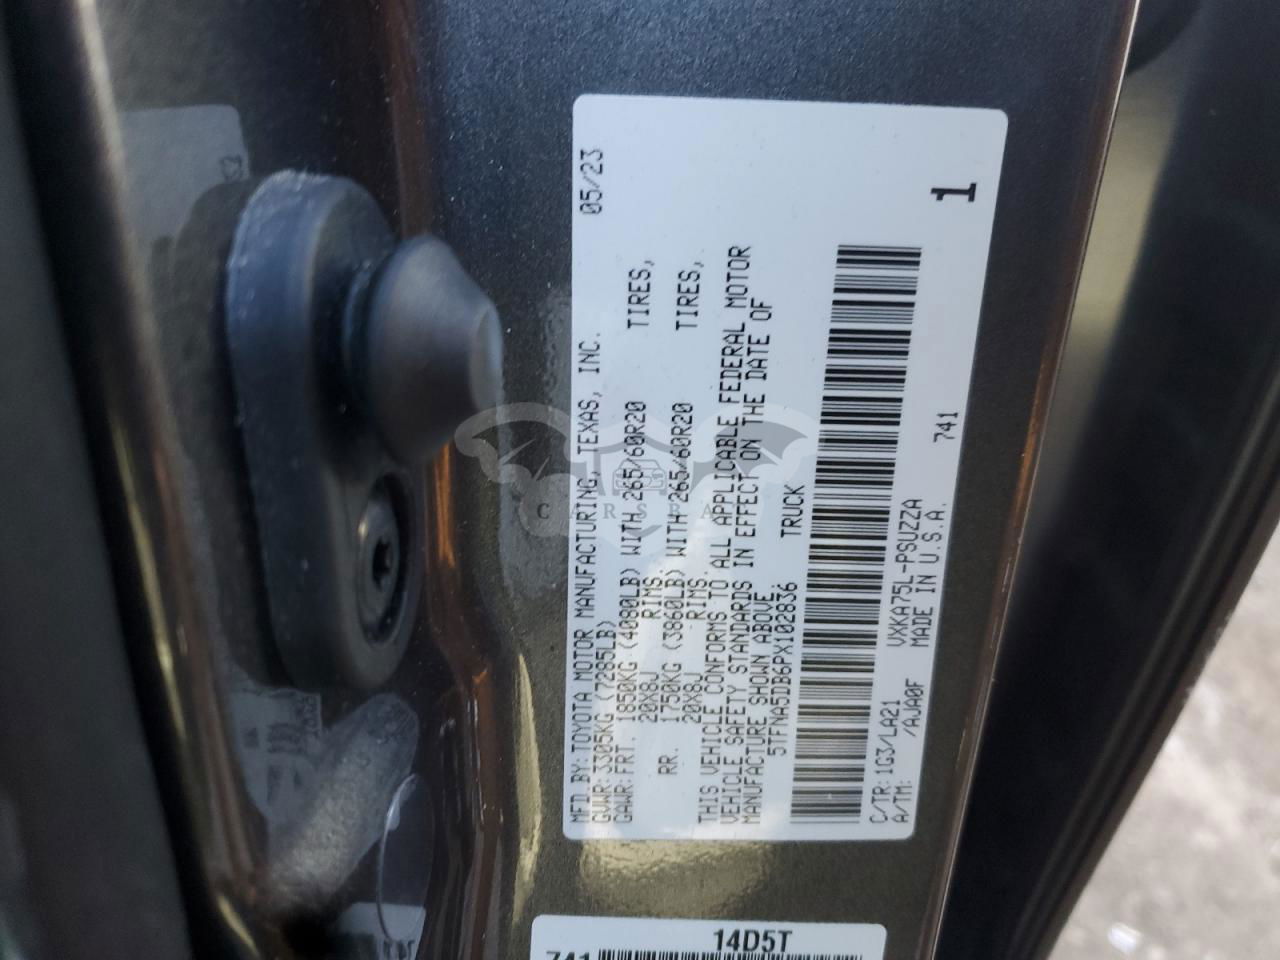 MFD.BY:TOYOTA MOTOR MANUFACTURING, TEXAS, INC. 05/23
GVWR:3305KG (7285LB)
GAWR:FRT. 1850KG (4080LB) WITH 265/60R20 TIRES,
20X8J RIMS.
RR. 1750KG (3860LB) WITH 265/60R20 TIRES,
20X8J RIMS.
THIS VEHICLE CONFORMS TO ALL APPLICABLE FEDERAL MOTOR
VEHICLE SAFETY STANDARDS IN EFFECT ON THE DATE OF
MANUFACTURE SHOWN ABOVE.
5TFNA5DB6PX102836 TRUCK
C/TR:1G3/LA21 VXKA75L-PSUZZA 741 1
A/TM: /AJA0F MADE IN U.S.A.
14D5T
741